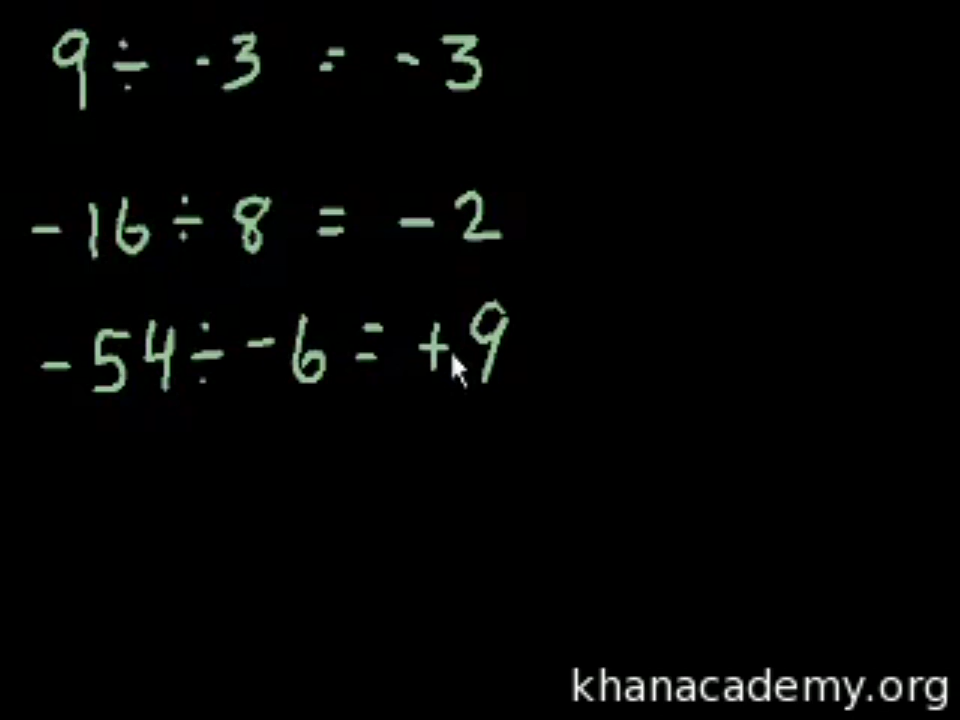 9 ÷ -3 = -3
-16 ÷ 8 = -2
-54 ÷ -6 = +9
khanacademy.org